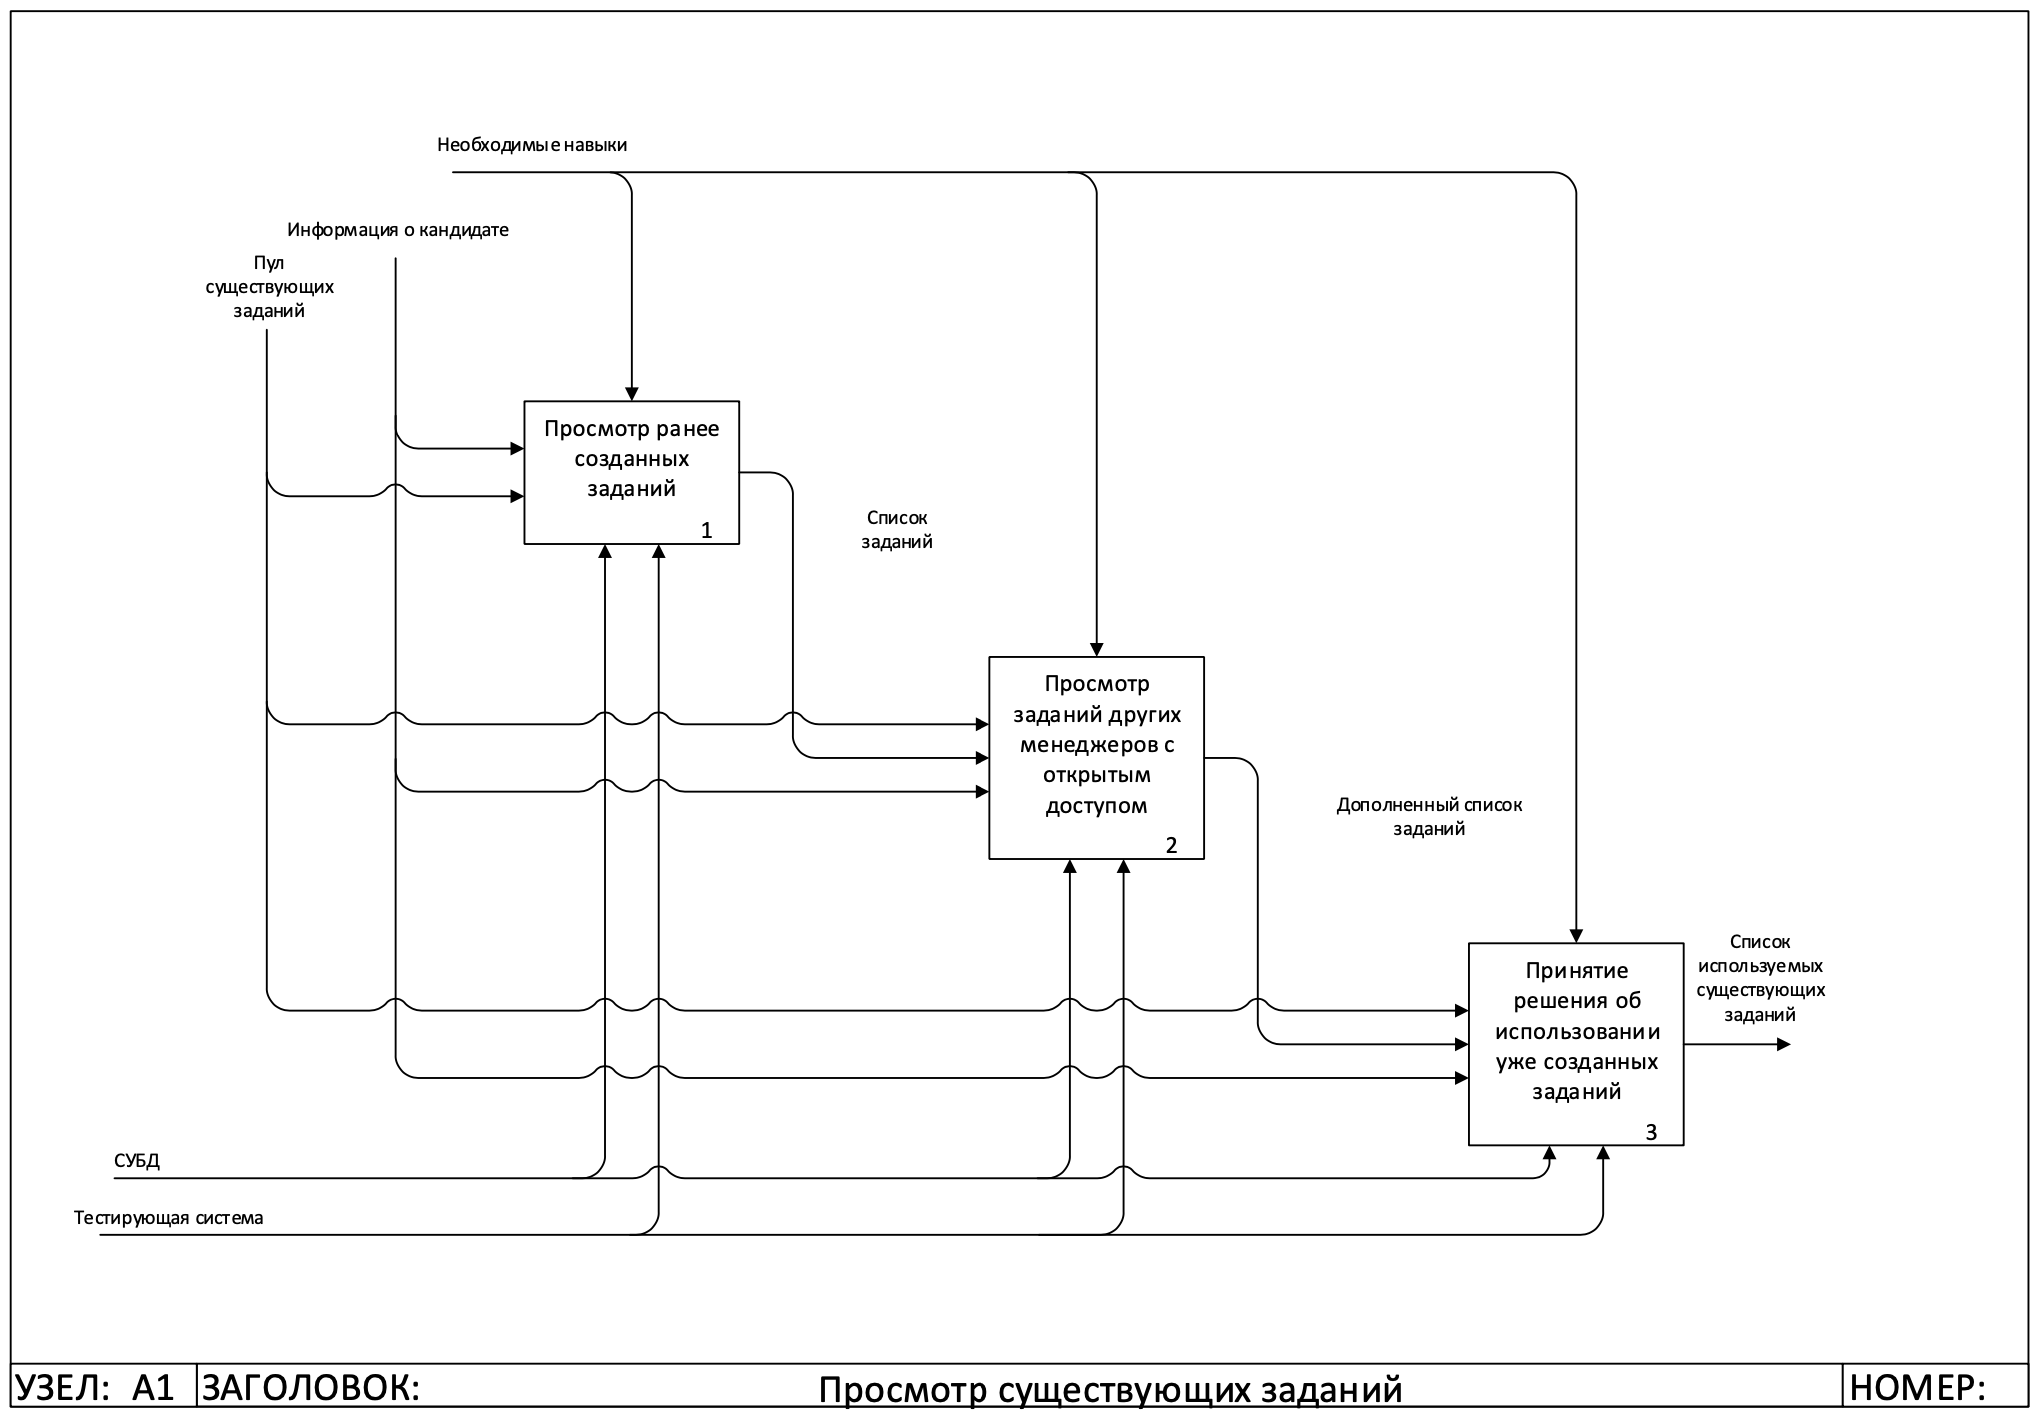 Необходимые навыки
Информация о кандидате
Пул
существующих
заданий
Просмотр ранее
созданных
заданий
1
Список
заданий
Просмотр
заданий других
менеджеров с
открытым
доступом
2
Дополненный список
заданий
Принятие
решения об
использовании
уже созданных
заданий
3
Список
используемых
существующих
заданий
СУБД
Тестирующая система
УЗЕЛ: А1 ЗАГОЛОВОК: Просмотр существующих заданий НОМЕР: